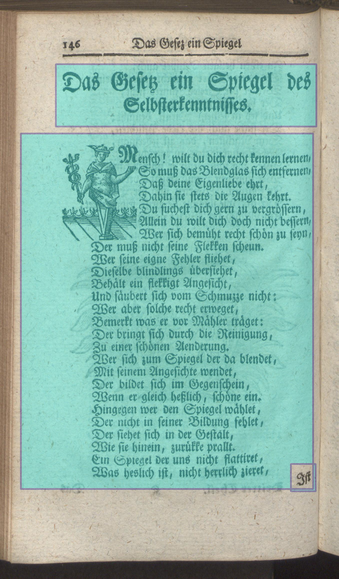 146 Das Gesetz ein Spiegel
Das Gesetz ein Spiegel des
Selbsterkenntnisses.
Mensch! wilt du dich recht kennen lernen,
So muß das Blendglas sich entfernen,
Daß deine Eigenliebe ehrt,
Dahin sie stets die Augen kehrt.
Du suchest dich gern zu vergrössern,
Allein du wilt dich doch nicht bessern,
Wer sich bemüht recht schön zu seyn,
Der muß nicht seine Flekken scheun.
Wer seine eigne Fehler fliehet,
Dieselbe blindlings übersiehet,
Behält ein flekkigt Angesicht,
Und säubert sich vom Schmuzze nicht:
Wer aber solche recht erweget,
Bemerkt was er vor Mähler träget:
Der bringt sich durch die Reinigung,
Zu einer schönen Aenderung.
Wer sich zum Spiegel der da blendet,
Mit seinem Angesichte wendet,
Der bildet sich im Gegenschein,
Wenn er gleich heßlich, schöne ein.
Hingegen wer den Spiegel wählet,
Der nicht in seiner Bildung fehlet,
Der siehet sich in der Gestält,
Wie sie hinein, zurükke prallt.
Ein Spiegel der uns nicht flattiret,
Was heslich ist, nicht herrlich zieret,
Ist